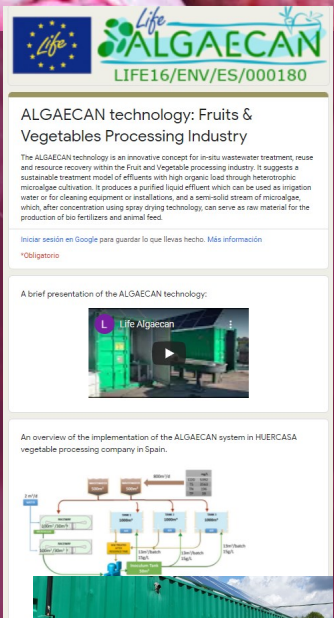 Life
Life
ALGAECAN
LIFE16/ENV/ES/000180
ALGAECAN technology: Fruits &
Vegetables Processing Industry
The ALGAECAN technology is an innovative concept for in-situ wastewater treatment, reuse
and resource recovery within the Fruit and Vegetable processing industry. It suggests a
sustainable treatment model of effluents with high organic load through heterotrophic
microalgae cultivation. It produces a purified liquid effluent which can be used as irrigation
water or for cleaning equipment or installations, and a semi-solid stream of microalgae,
which, after concentration using spray drying technology, can serve as raw material for the
production of bio fertilizers and animal feed.
Iniciar sesión en Google para guardar lo que llevas hecho. Más información
*Obligatorio
A brief presentation of the ALGAECAN technology:
L Life Algaecan
An overview of the implementation of the ALGAECAN system in HUERCASA
vegetable processing company in Spain.